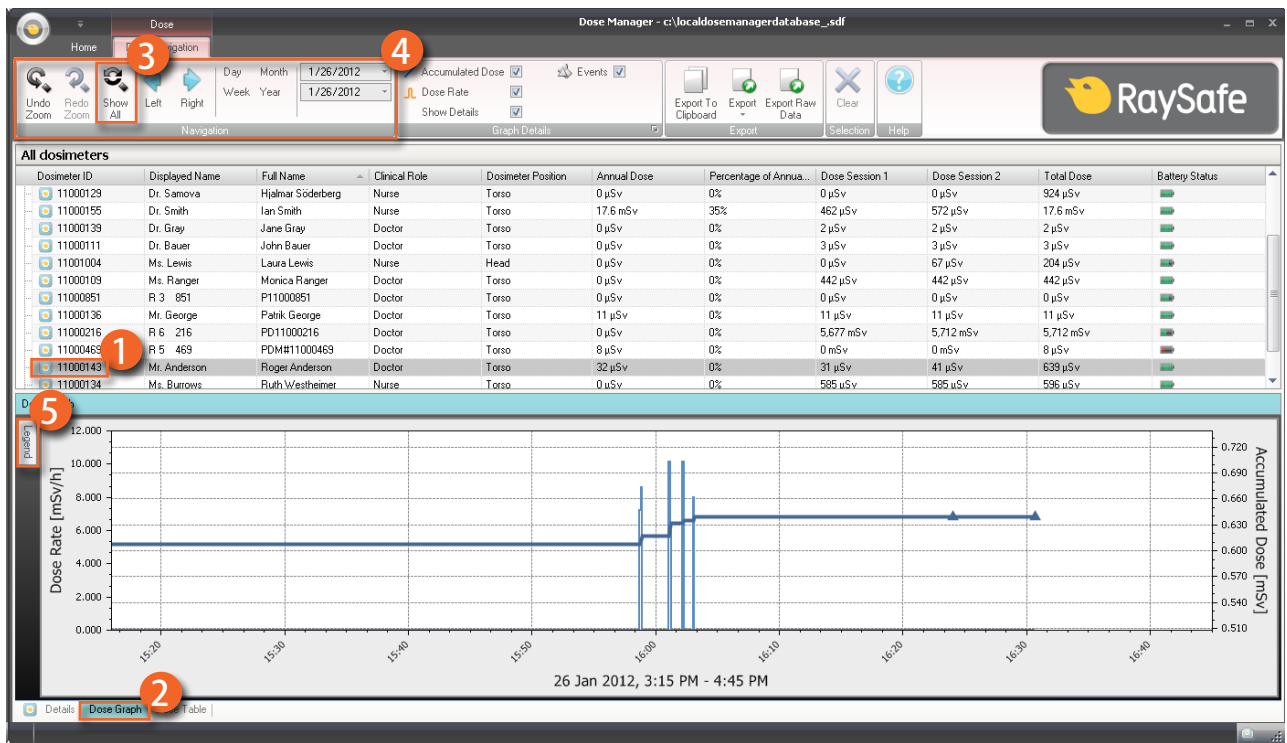 Dose
Dose Manager - c:\localdosemanagerdatabase_.sdf
Home
gation
3
4
Undo Zoom
Redo Zoom
Show All
Left
Right
Day Month
Week Year
1/26/2012
1/26/2012
Navigation
Accumulated Dose
Dose Rate
Show Details
Events
Graph Details
Export To Clipboard
Export
Export Raw Data
Export
Clear
Selection
Help
RaySafe
All dosimeters
Dosimeter ID Displayed Name Full Name Clinical Role Dosimeter Position Annual Dose Percentage of Annua... Dose Session 1 Dose Session 2 Total Dose Battery Status
11000129 Dr. Samova Hjalmar Söderberg Nurse Torso 0 µSv 0% 0 µSv 0 µSv 924 µSv
11000155 Dr. Smith Ian Smith Nurse Torso 17.6 mSv 35% 462 µSv 572 µSv 17.6 mSv
11000139 Dr. Gray Jane Gray Doctor Torso 0 µSv 0% 2 µSv 2 µSv 2 µSv
11000111 Dr. Bauer John Bauer Doctor Torso 0 µSv 0% 3 µSv 3 µSv 3 µSv
11001004 Ms. Lewis Laura Lewis Nurse Head 0 µSv 0% 0 µSv 67 µSv 204 µSv
11000109 Ms. Ranger Monica Ranger Doctor Torso 0 µSv 0% 442 µSv 442 µSv 442 µSv
11000851 R 3 851 P11000851 Doctor Torso 0 µSv 0% 0 µSv 0 µSv 0 µSv
11000136 Mr. George Patrik George Doctor Torso 11 µSv 0% 11 µSv 11 µSv 11 µSv
11000216 R 6 216 PD11000216 Doctor Torso 0 µSv 0% 5,677 mSv 5,712 mSv 5,712 mSv
11000469 R 5 469 PDM#11000469 Doctor Torso 8 µSv 0% 0 mSv 0 mSv 8 µSv
1
11000143 Mr. Anderson Roger Anderson Doctor Torso 32 µSv 0% 31 µSv 41 µSv 639 µSv
11000134 Ms. Burrows Ruth Westheimer Nurse Torso 0 µSv 0% 585 µSv 585 µSv 596 µSv
5
Legend
Dose Rate [mSv/h]
12.000
10.000
8.000
6.000
4.000
2.000
0.000
0.720
0.690
0.660
0.630
0.600
0.570
0.540
0.510
Accumulated Dose [mSv]
15:20 15:30 15:40 15:50 16:00 16:10 16:20 16:30 16:40
26 Jan 2012, 3:15 PM - 4:45 PM
2
Details Dose Graph Table